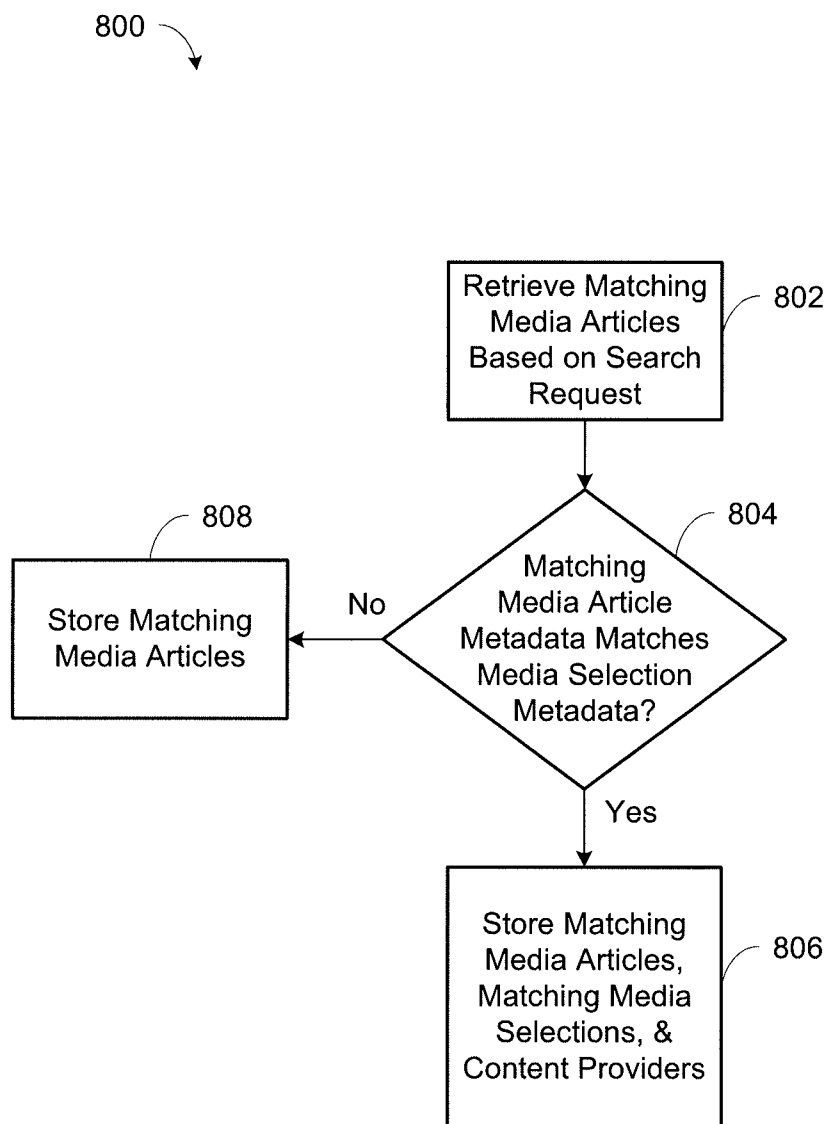 800
Retrieve Matching
Media Articles
Based on Search
Request
802
804
Matching
Media Article
Metadata Matches
Media Selection
Metadata?
No
808
Store Matching
Media Articles
Yes
Store Matching
Media Articles,
Matching Media
Selections, &
Content Providers
806